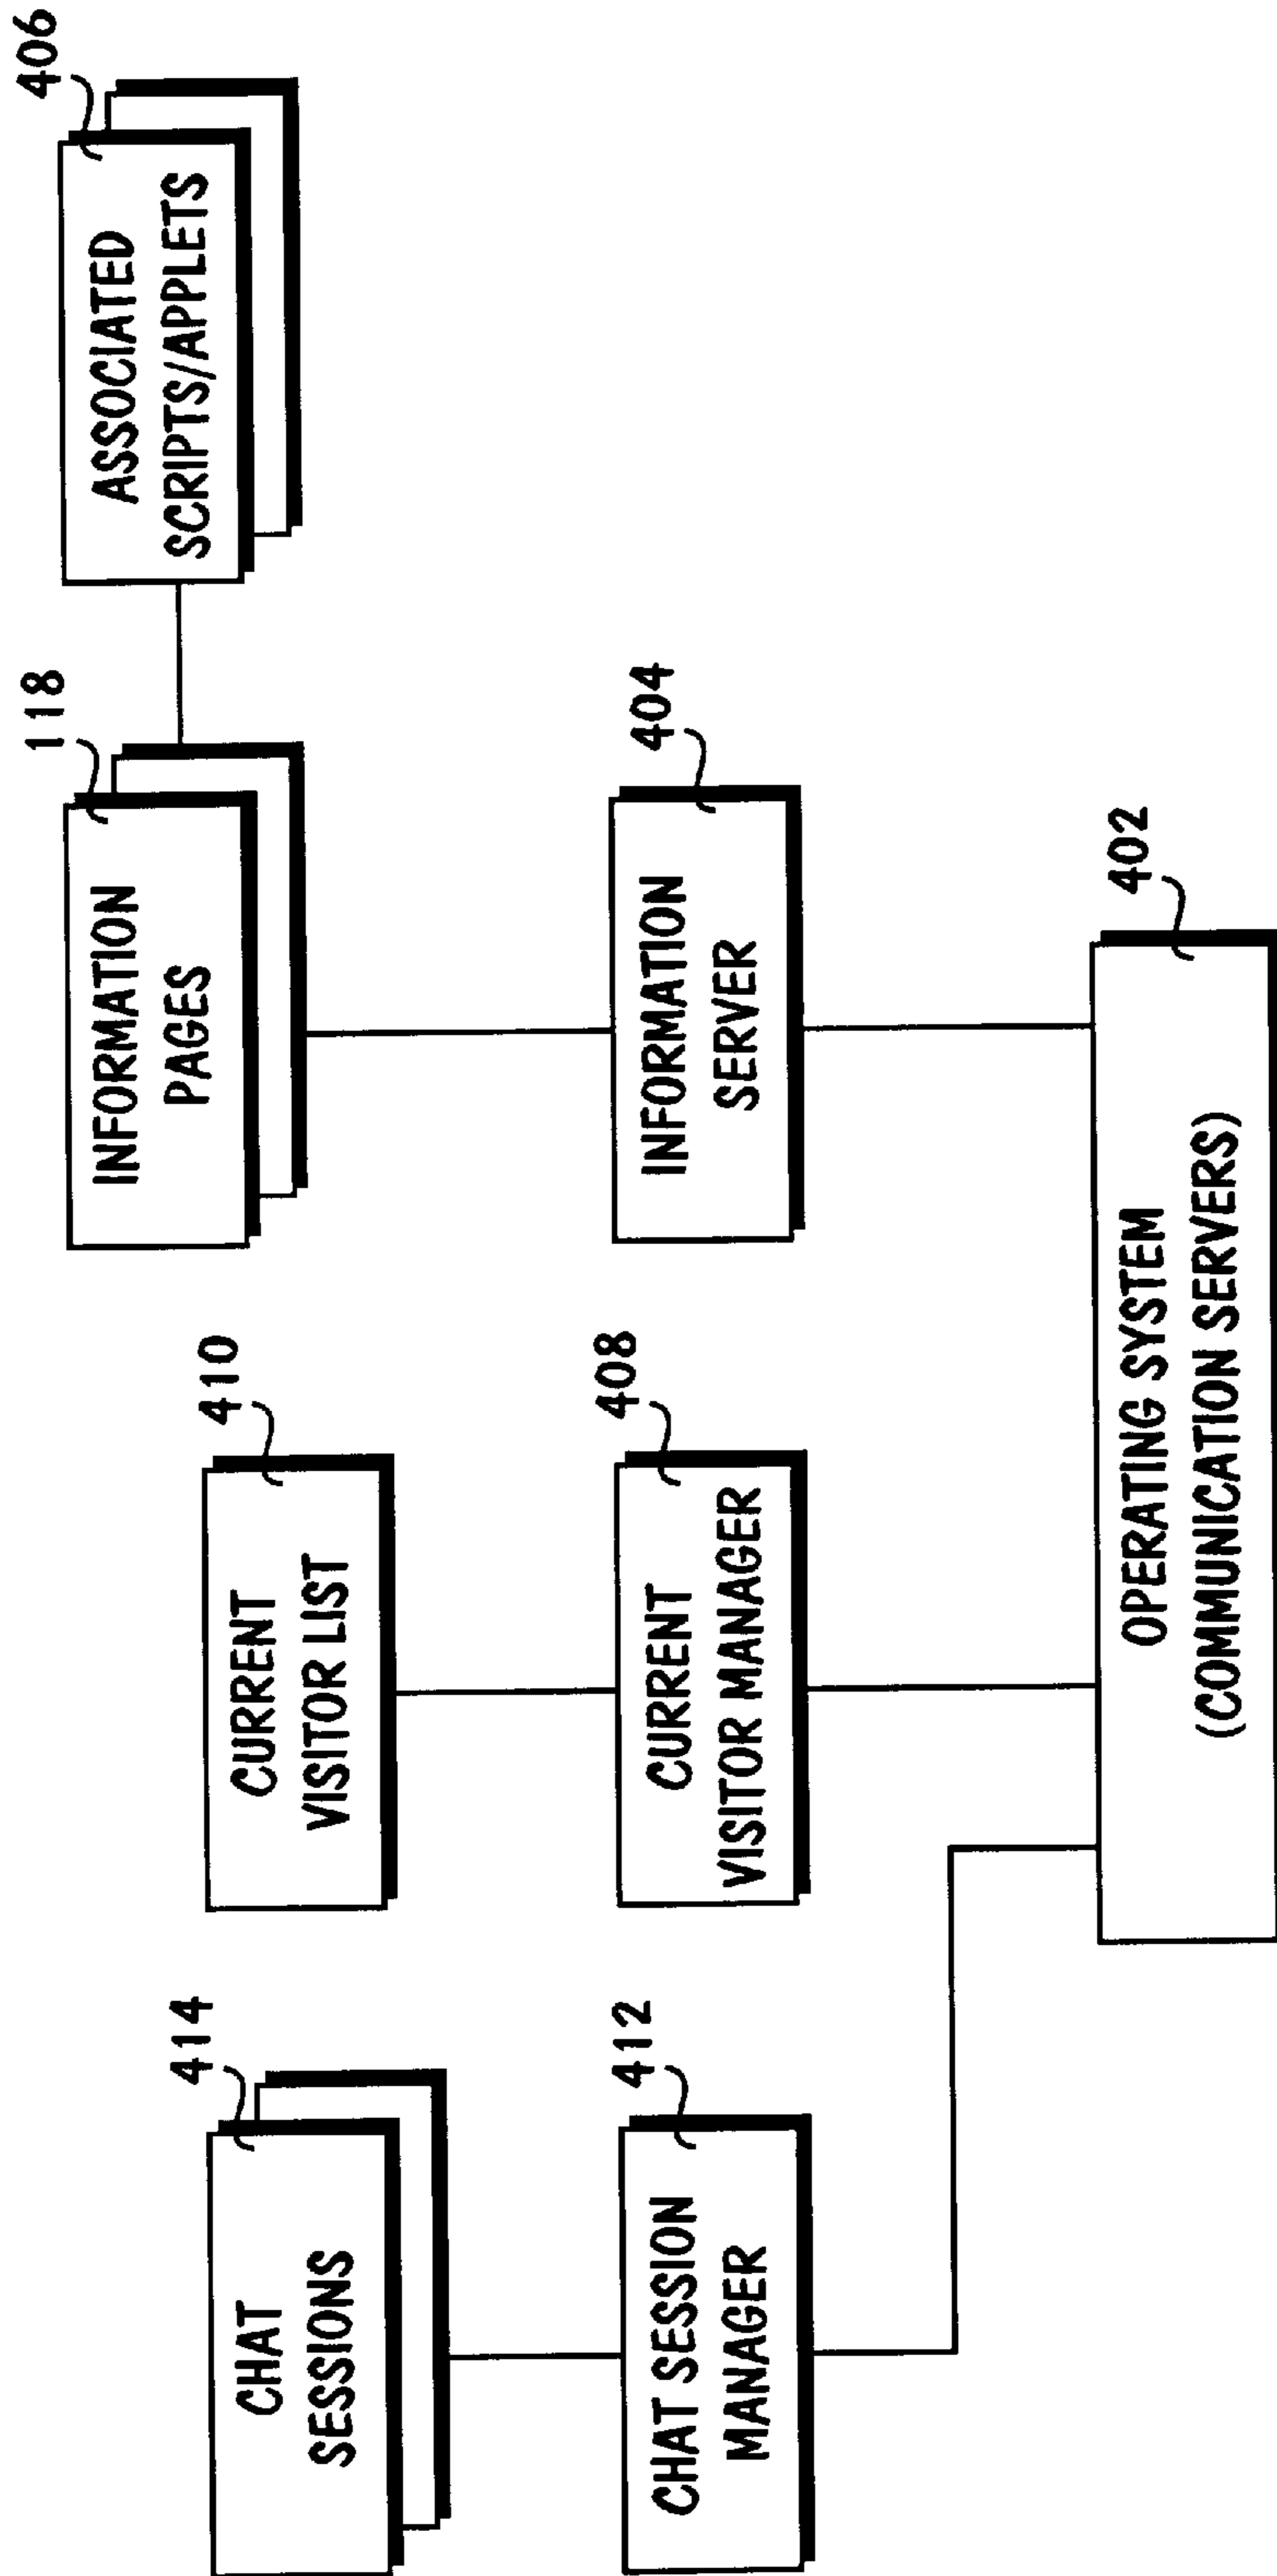 414
CHAT
SESSIONS
410
CURRENT
VISITOR LIST
118
INFORMATION
PAGES
406
ASSOCIATED
SCRIPTS/APPLETS
412
CHAT SESSION
MANAGER
408
CURRENT
VISITOR MANAGER
404
INFORMATION
SERVER
402
OPERATING SYSTEM
(COMMUNICATION SERVERS)